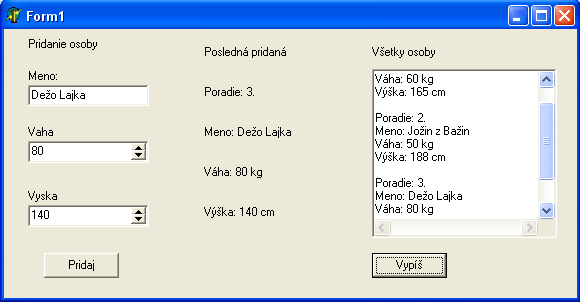 Form1
Pridanie osoby
Meno:
Dežo Lajka
Vaha
80
Vyska
140
Pridaj
Posledná pridaná
Poradie: 3.
Meno: Dežo Lajka
Váha: 80 kg
Výška: 140 cm
Všetky osoby
Váha: 60 kg
Výška: 165 cm
Poradie: 2.
Meno: Jožin z Bažin
Váha: 50 kg
Výška: 188 cm
Poradie: 3.
Meno: Dežo Lajka
Váha: 80 kg
Vypíš